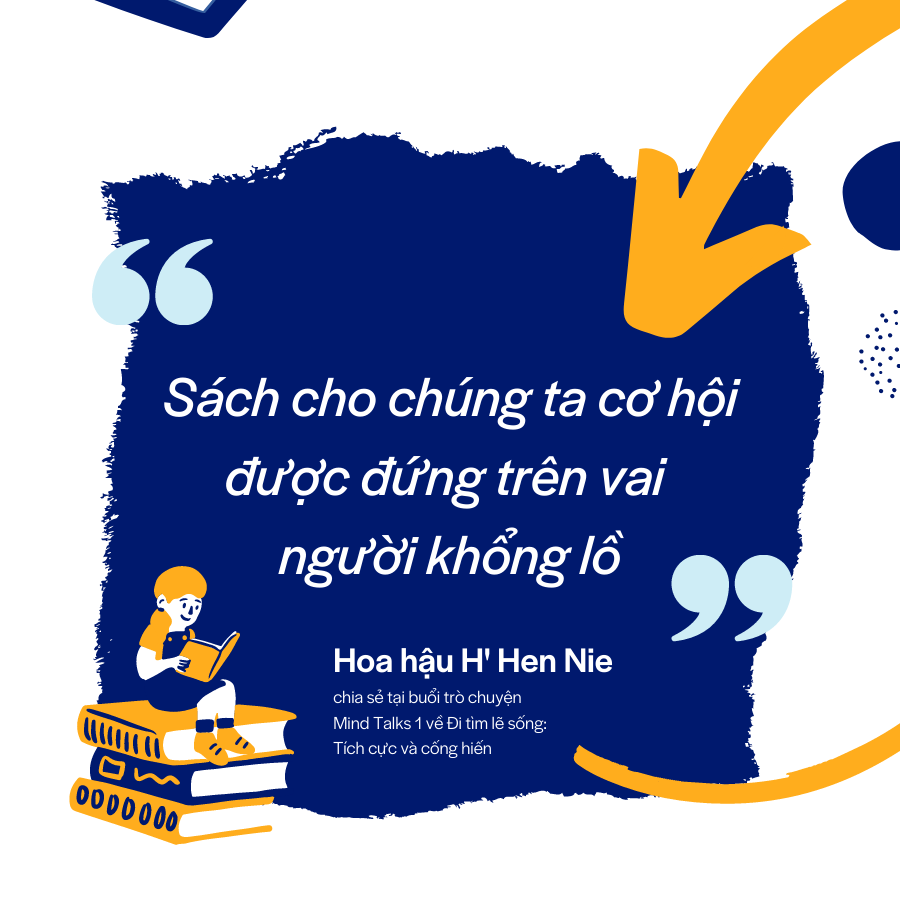 “
Sách cho chúng ta cơ hội
được đứng trên vai
người khổng lồ
”
Hoa hậu H' Hen Nie
chia sẻ tại buổi trò chuyện
Mind Talks 1 về Đi tìm lẽ sống:
Tích cực và cống hiến